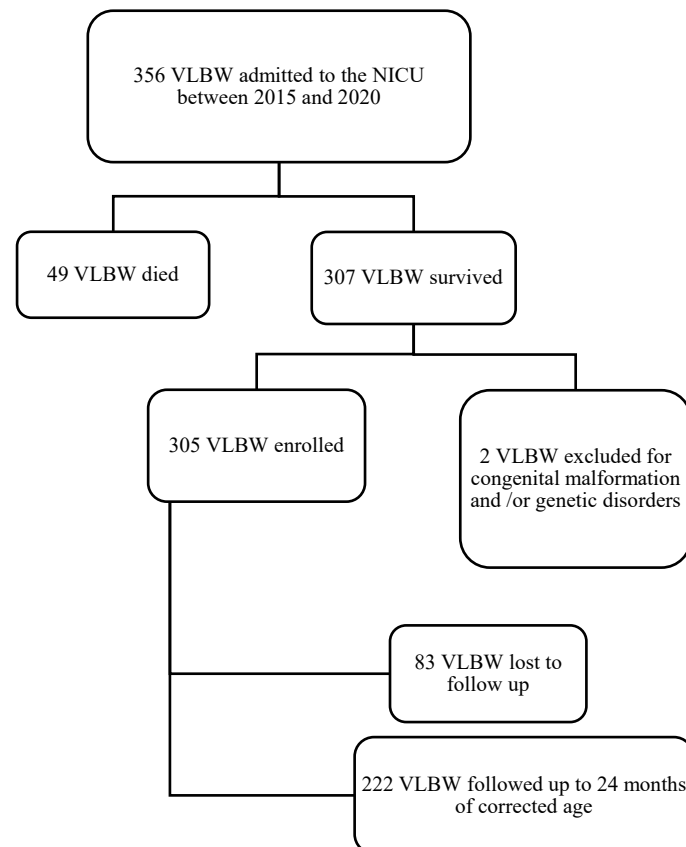 356 VLBW admitted to the NICU
between 2015 and 2020
49 VLBW died
307 VLBW survived
305 VLBW enrolled
2 VLBW excluded for
congenital malformation
and /or genetic disorders
83 VLBW lost to
follow up
222 VLBW followed up to 24 months
of corrected age